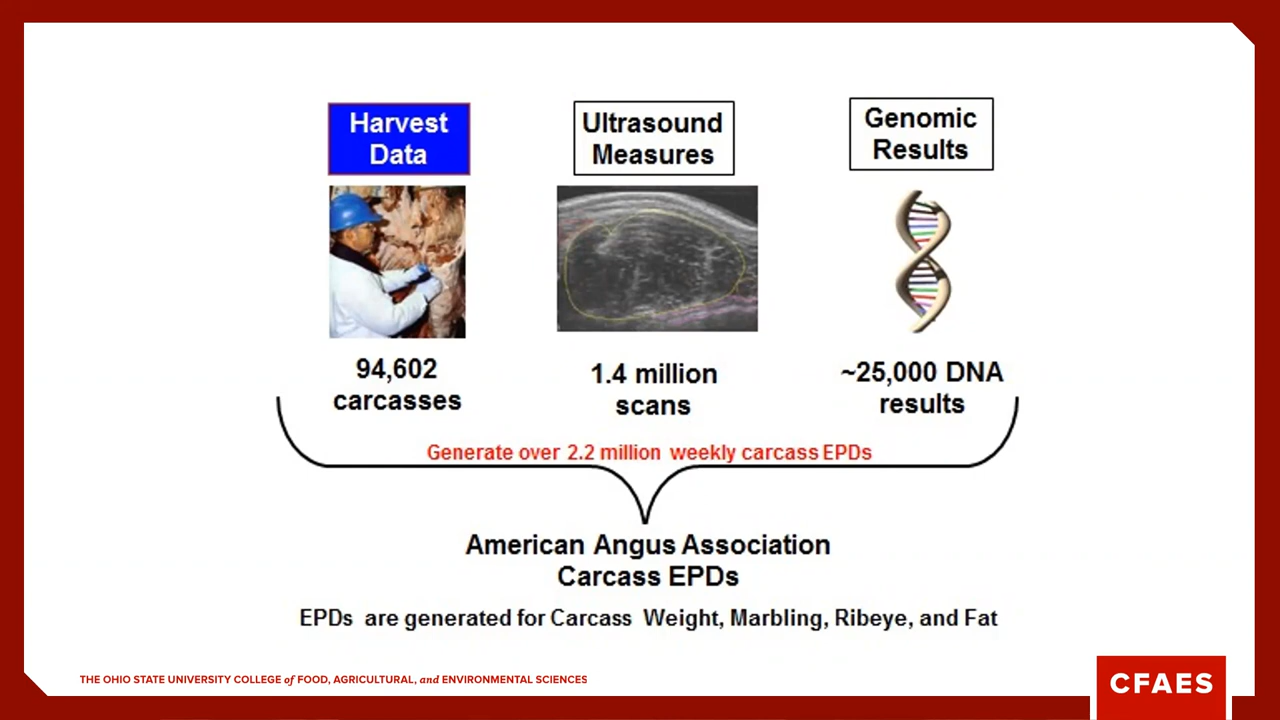 Harvest
Data
Ultrasound
Measures
Genomic
Results
94,602
carcasses
1.4 million
scans
~25,000 DNA
results
Generate over 2.2 million weekly carcass EPDs
American Angus Association
Carcass EPDs
EPDs are generated for Carcass Weight, Marbling, Ribeye, and Fat
THE OHIO STATE UNIVERSITY COLLEGE of FOOD, AGRICULTURAL, and ENVIRONMENTAL SCIENCES
CFAES